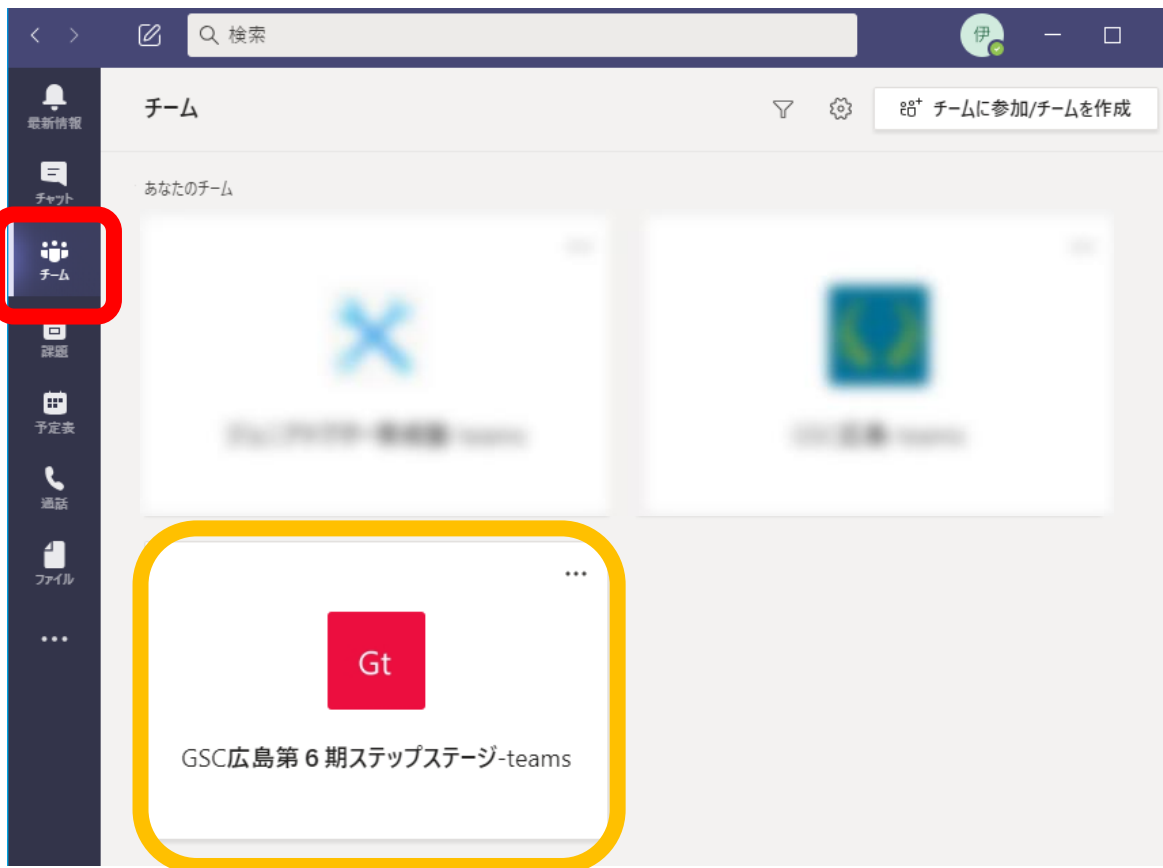 検索
伊
最新情報
チーム
チームに参加/チームを作成
チャット
あなたのチーム
チーム
課題
予定表
通話
ファイル
Gt
GSC広島第6期ステップステージ-teams